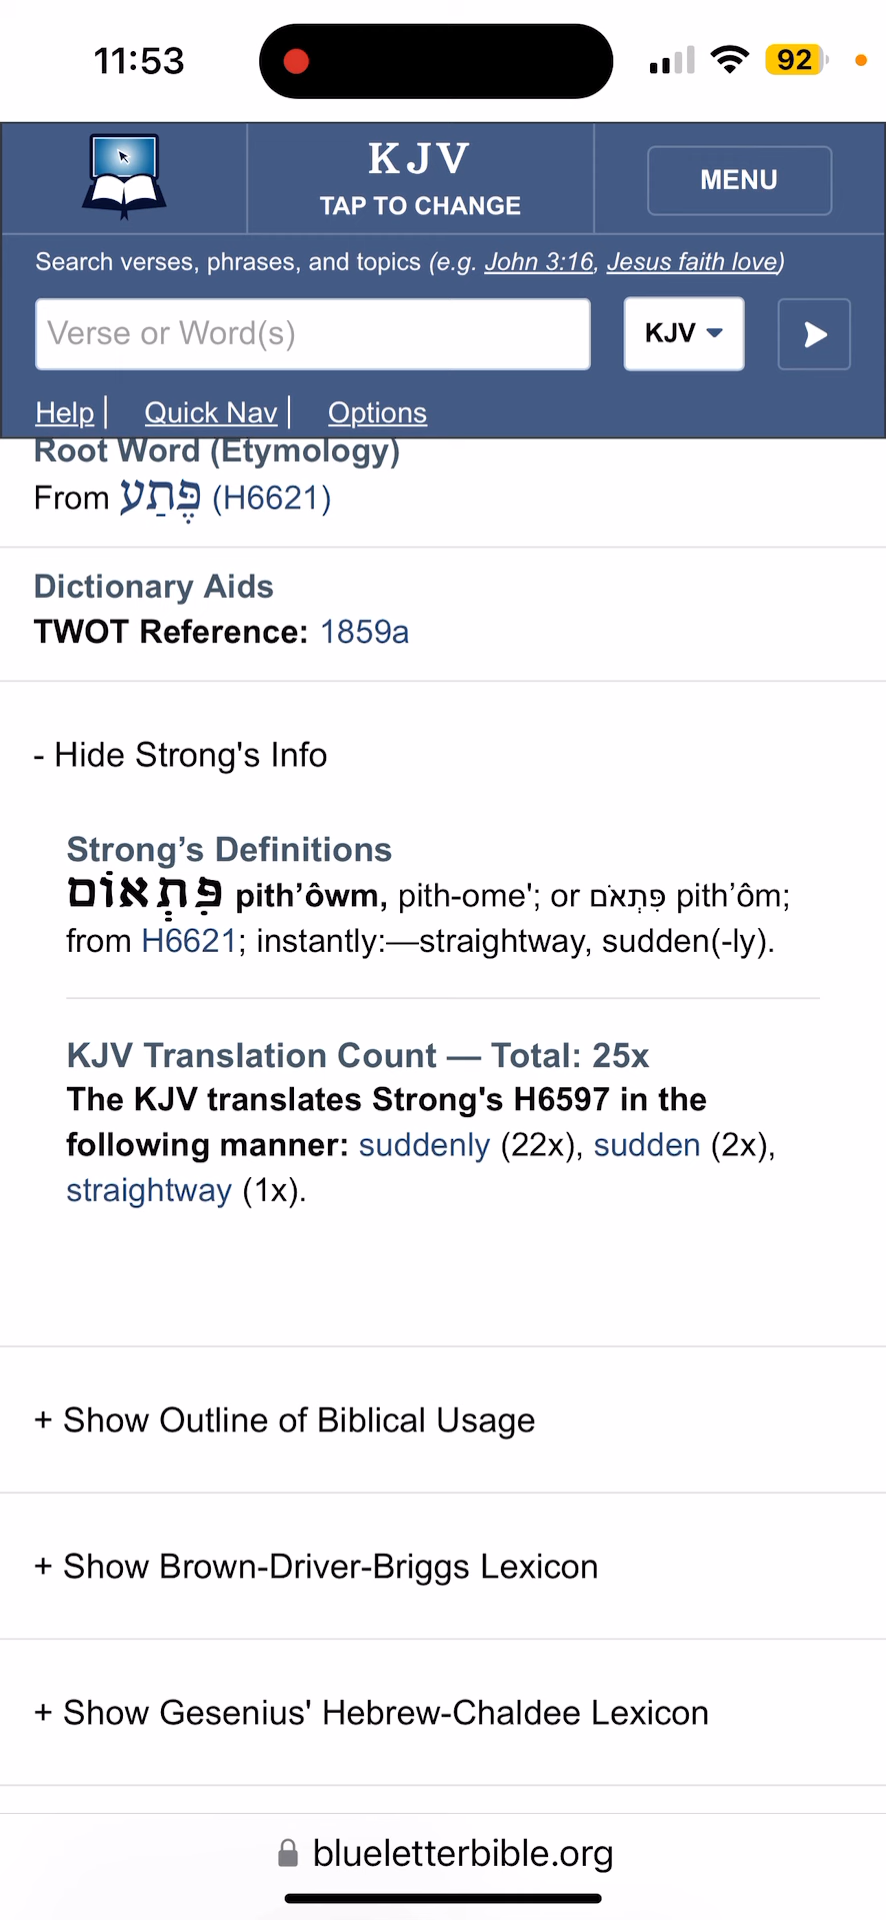 11:53
92
KJV
TAP TO CHANGE
MENU
Search verses, phrases, and topics (e.g. John 3:16, Jesus faith love)
Verse or Word(s)
KJV
Help | Quick Nav | Options
Root Word (Etymology)
From פֶּתַע (H6621)
Dictionary Aids
TWOT Reference: 1859a
- Hide Strong's Info
Strong’s Definitions
פִּתְאוֹם pith’ôwm, pith-ome'; or פִּתְאֹם pith’ôm;
from H6621; instantly:—straightway, sudden(-ly).
KJV Translation Count — Total: 25x
The KJV translates Strong's H6597 in the
following manner: suddenly (22x), sudden (2x),
straightway (1x).
+ Show Outline of Biblical Usage
+ Show Brown-Driver-Briggs Lexicon
+ Show Gesenius' Hebrew-Chaldee Lexicon
blueletterbible.org